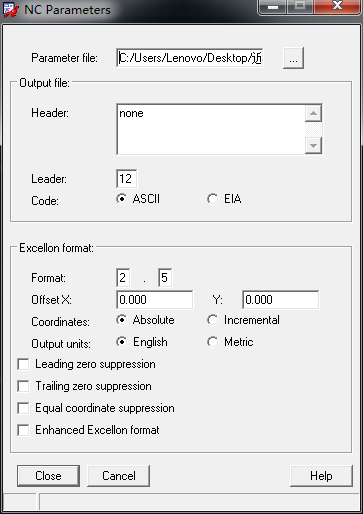 NC Parameters
Parameter file: C:/Users/Lenovo/Desktop/ ...
Output file:
Header: none
Leader: 12
Code: ASCII EIA
Excellon format:
Format: 2 . 5
Offset X: 0.000 Y: 0.000
Coordinates: Absolute Incremental
Output units: English Metric
Leading zero suppression
Trailing zero suppression
Equal coordinate suppression
Enhanced Excellon format
Close Cancel Help